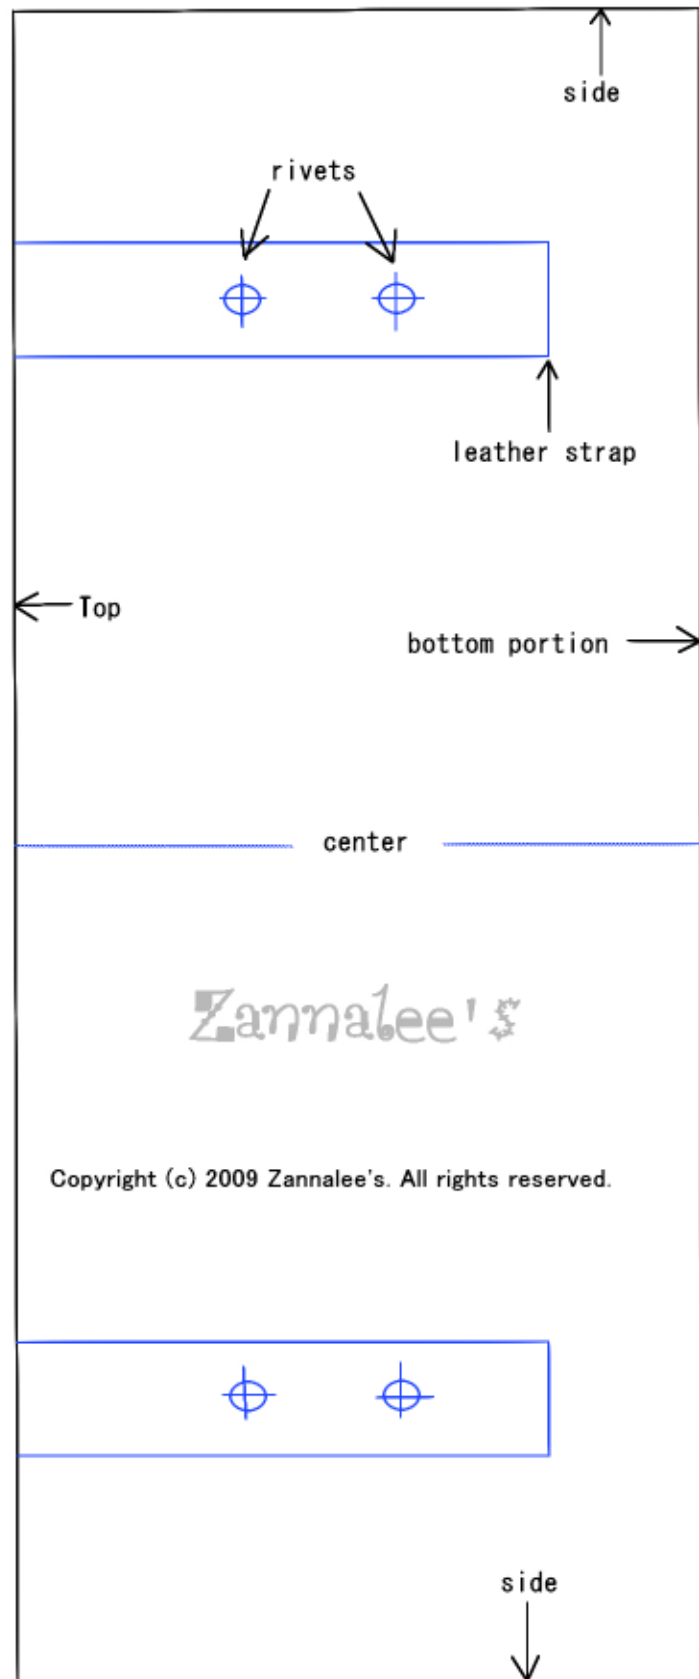 side
rivets
leather strap
Top
bottom portion
center
Zannalee's
Copyright (c) 2009 Zannalee's. All rights reserved.
side